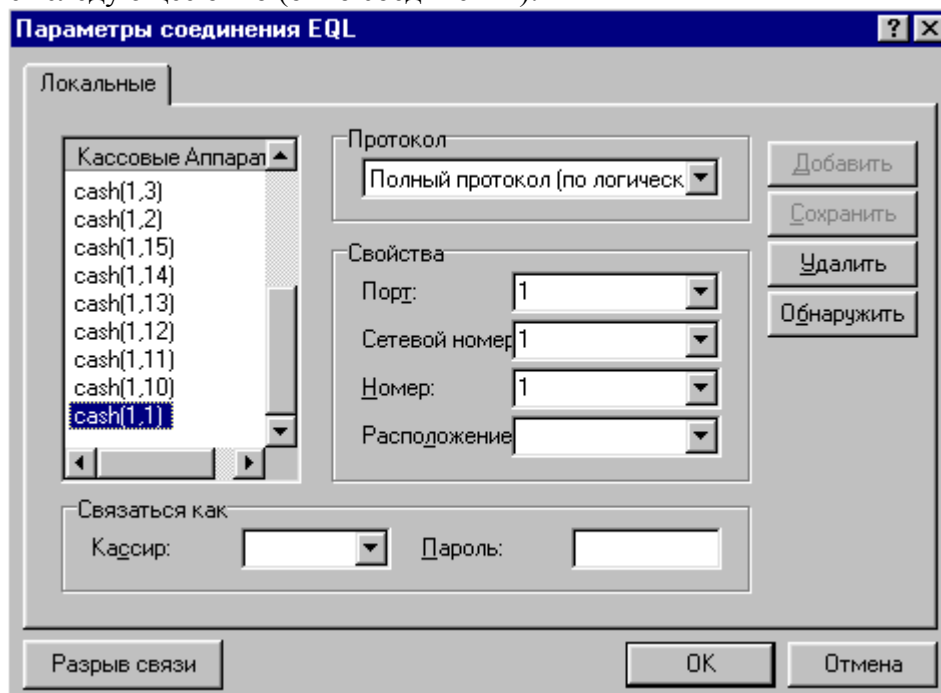 Параметры соединения EQL
Локальные
Кассовые Аппарат
cash(1,3)
cash(1,2)
cash(1,15)
cash(1,14)
cash(1,13)
cash(1,12)
cash(1,11)
cash(1,10)
cash(1,1)
Протокол
Полный протокол (по логическ
Свойства
Порт: 1
Сетевой номер 1
Номер: 1
Расположение
Добавить
Сохранить
Удалить
Обнаружить
Связаться как
Кассир:
Пароль:
Разрыв связи
OK
Отмена